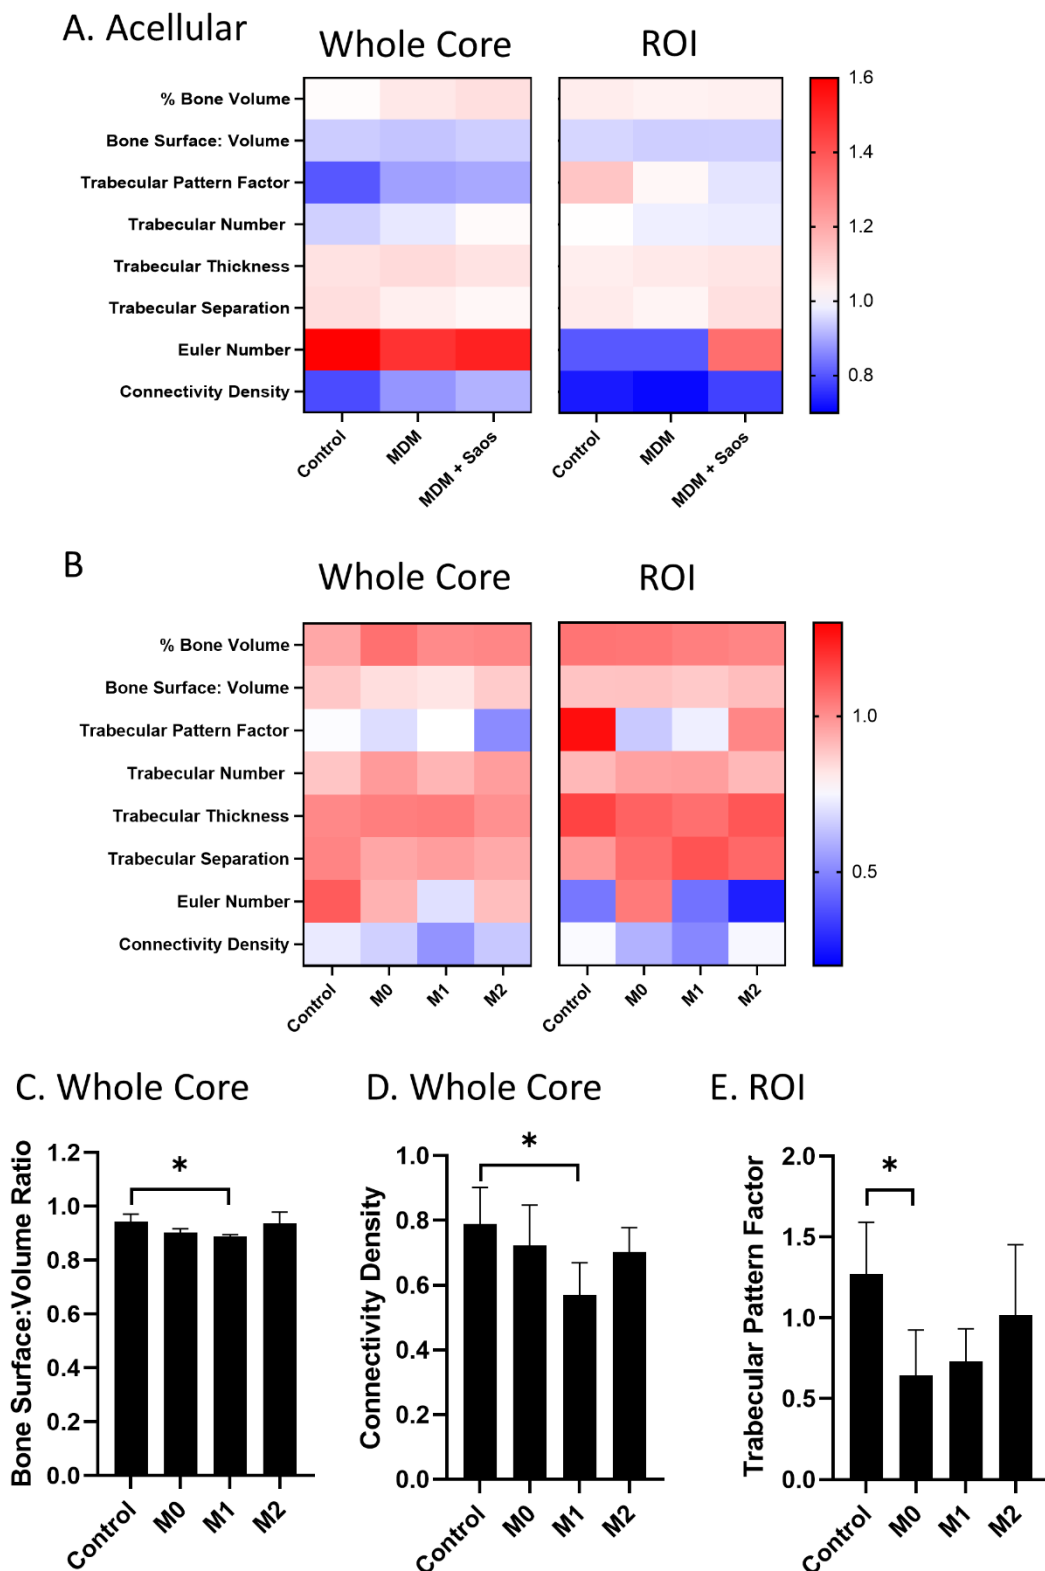 A. Acellular
Whole Core
ROI
% Bone Volume
Bone Surface: Volume
Trabecular Pattern Factor
Trabecular Number
Trabecular Thickness
Trabecular Separation
Euler Number
Connectivity Density
Control
MDM
MDM + Saos
Control
MDM
MDM + Saos
1.6
1.4
1.2
1.0
0.8
B
Whole Core
ROI
% Bone Volume
Bone Surface: Volume
Trabecular Pattern Factor
Trabecular Number
Trabecular Thickness
Trabecular Separation
Euler Number
Connectivity Density
Control
M0
M1
M2
Control
M0
M1
M2
1.0
0.5
C. Whole Core
Bone Surface:Volume Ratio
1.2
1.0
0.8
0.6
0.4
0.2
0.0
*
Control
M0
M1
M2
D. Whole Core
Connectivity Density
1.0
0.8
0.6
0.4
0.2
0.0
*
Control
M0
M1
M2
E. ROI
Trabecular Pattern Factor
2.0
1.5
1.0
0.5
0.0
*
Control
M0
M1
M2